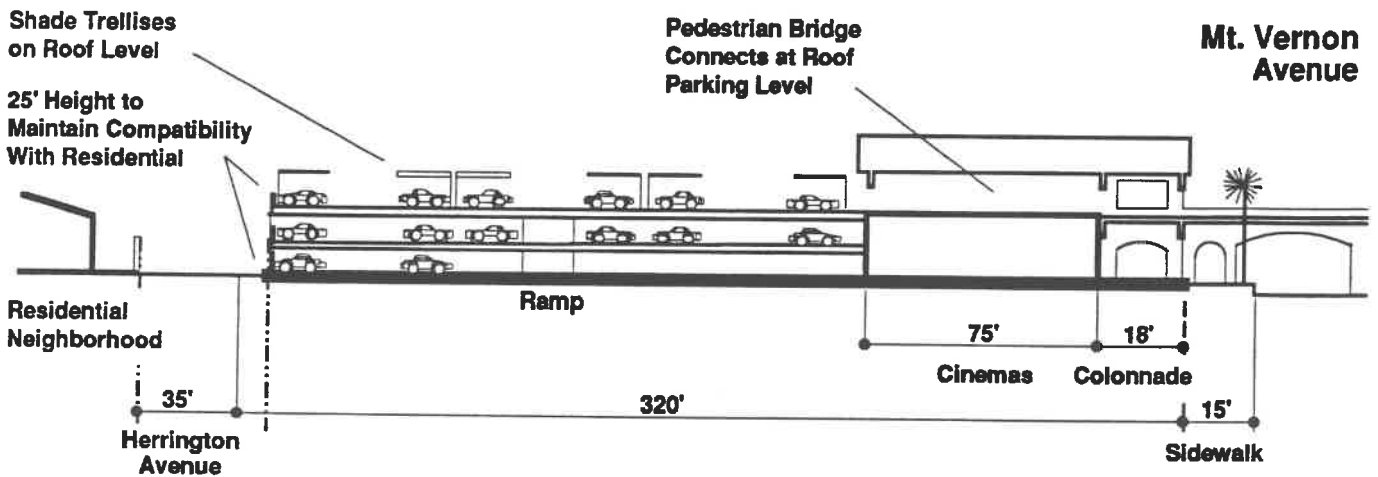 Shade Trellises
on Roof Level
25' Height to
Maintain Compatibility
With Residential
Pedestrian Bridge
Connects at Roof
Parking Level
Mt. Vernon
Avenue
Residential
Neighborhood
Ramp
75'
18'
Cinemas
Colonnade
35'
320'
15'
Herrington
Avenue
Sidewalk